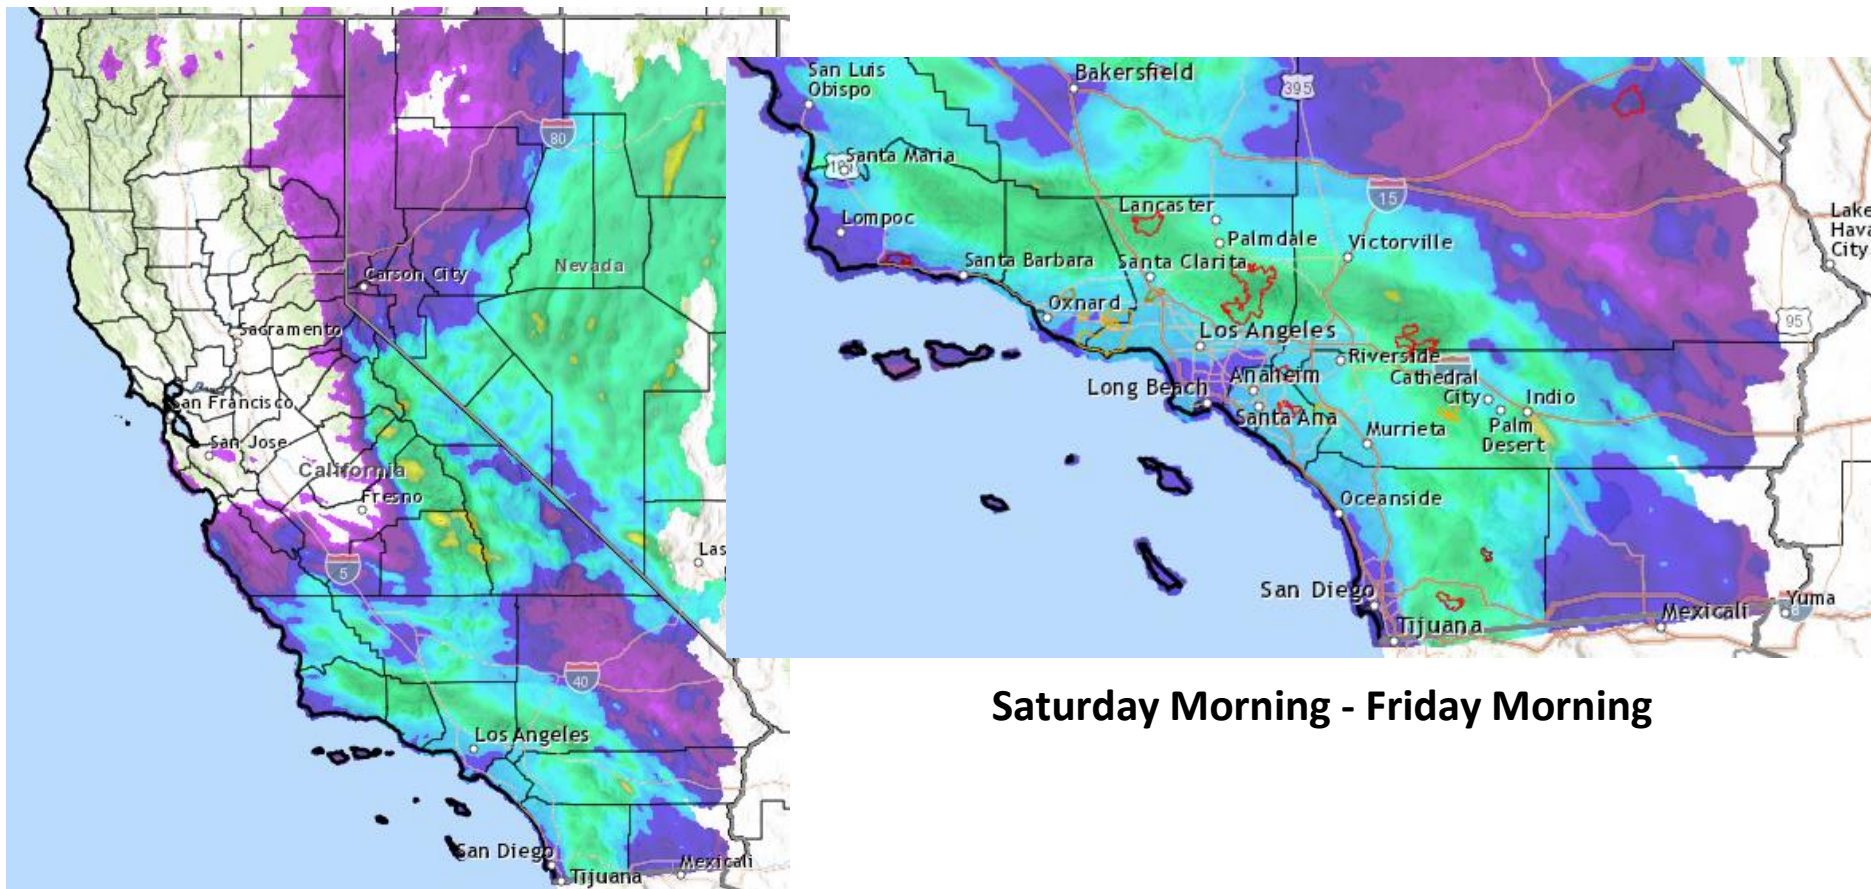 80
Carson City
Nevada
Sacramento
San Francisco
San Jose
California
Fresno
5
Las
40
Los Angeles
San Diego
Mexicali
Tijuana
San Luis
Obispo
Bakersfield
395
Santa Maria
101
Lancaster
15
Lompoc
Palmdale
Victorville
Lake
Hava
City
Santa Barbara
Santa Clarita
Oxnard
95
Los Angeles
Riverside
Long Beach
Anaheim
Cathedral
City
Indio
Santa Ana
Murrieta
Palm
Desert
Oceanside
San Diego
Yuma
8
Mexicali
Tijuana
Saturday Morning - Friday Morning